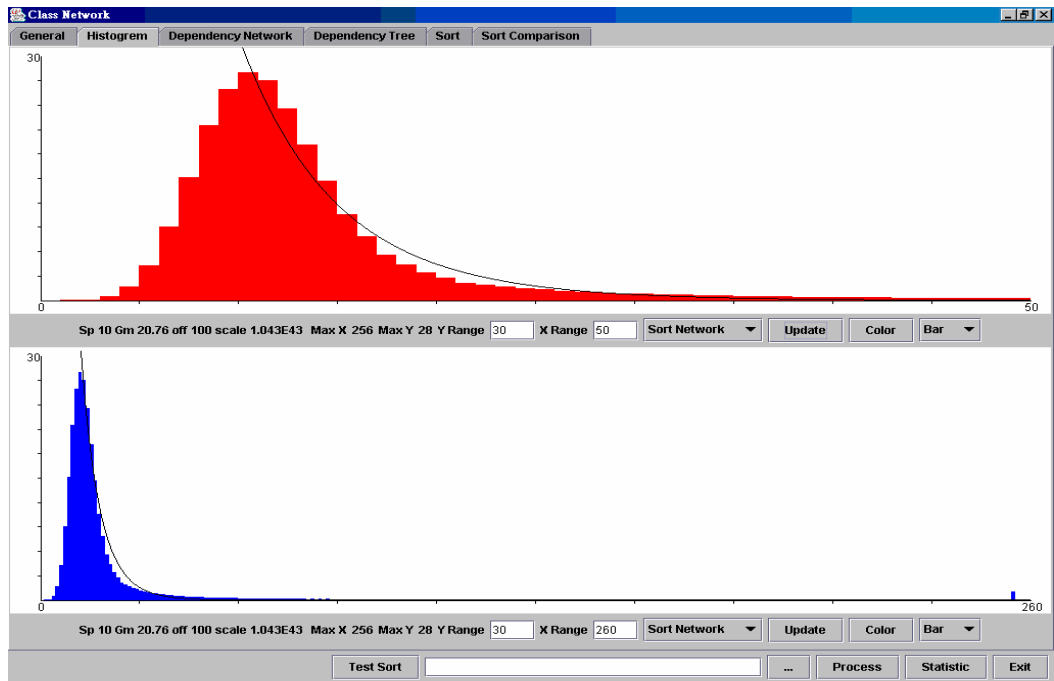 Class Network
General Histogrem Dependency Network Dependency Tree Sort Sort Comparison
30
0 50
Sp 10 Gm 20.76 off 100 scale 1.043E43 Max X 256 Max Y 28 Y Range 30 X Range 50 Sort Network Update Color Bar
30
0 260
Sp 10 Gm 20.76 off 100 scale 1.043E43 Max X 256 Max Y 28 Y Range 30 X Range 260 Sort Network Update Color Bar
Test Sort ... Process Statistic Exit